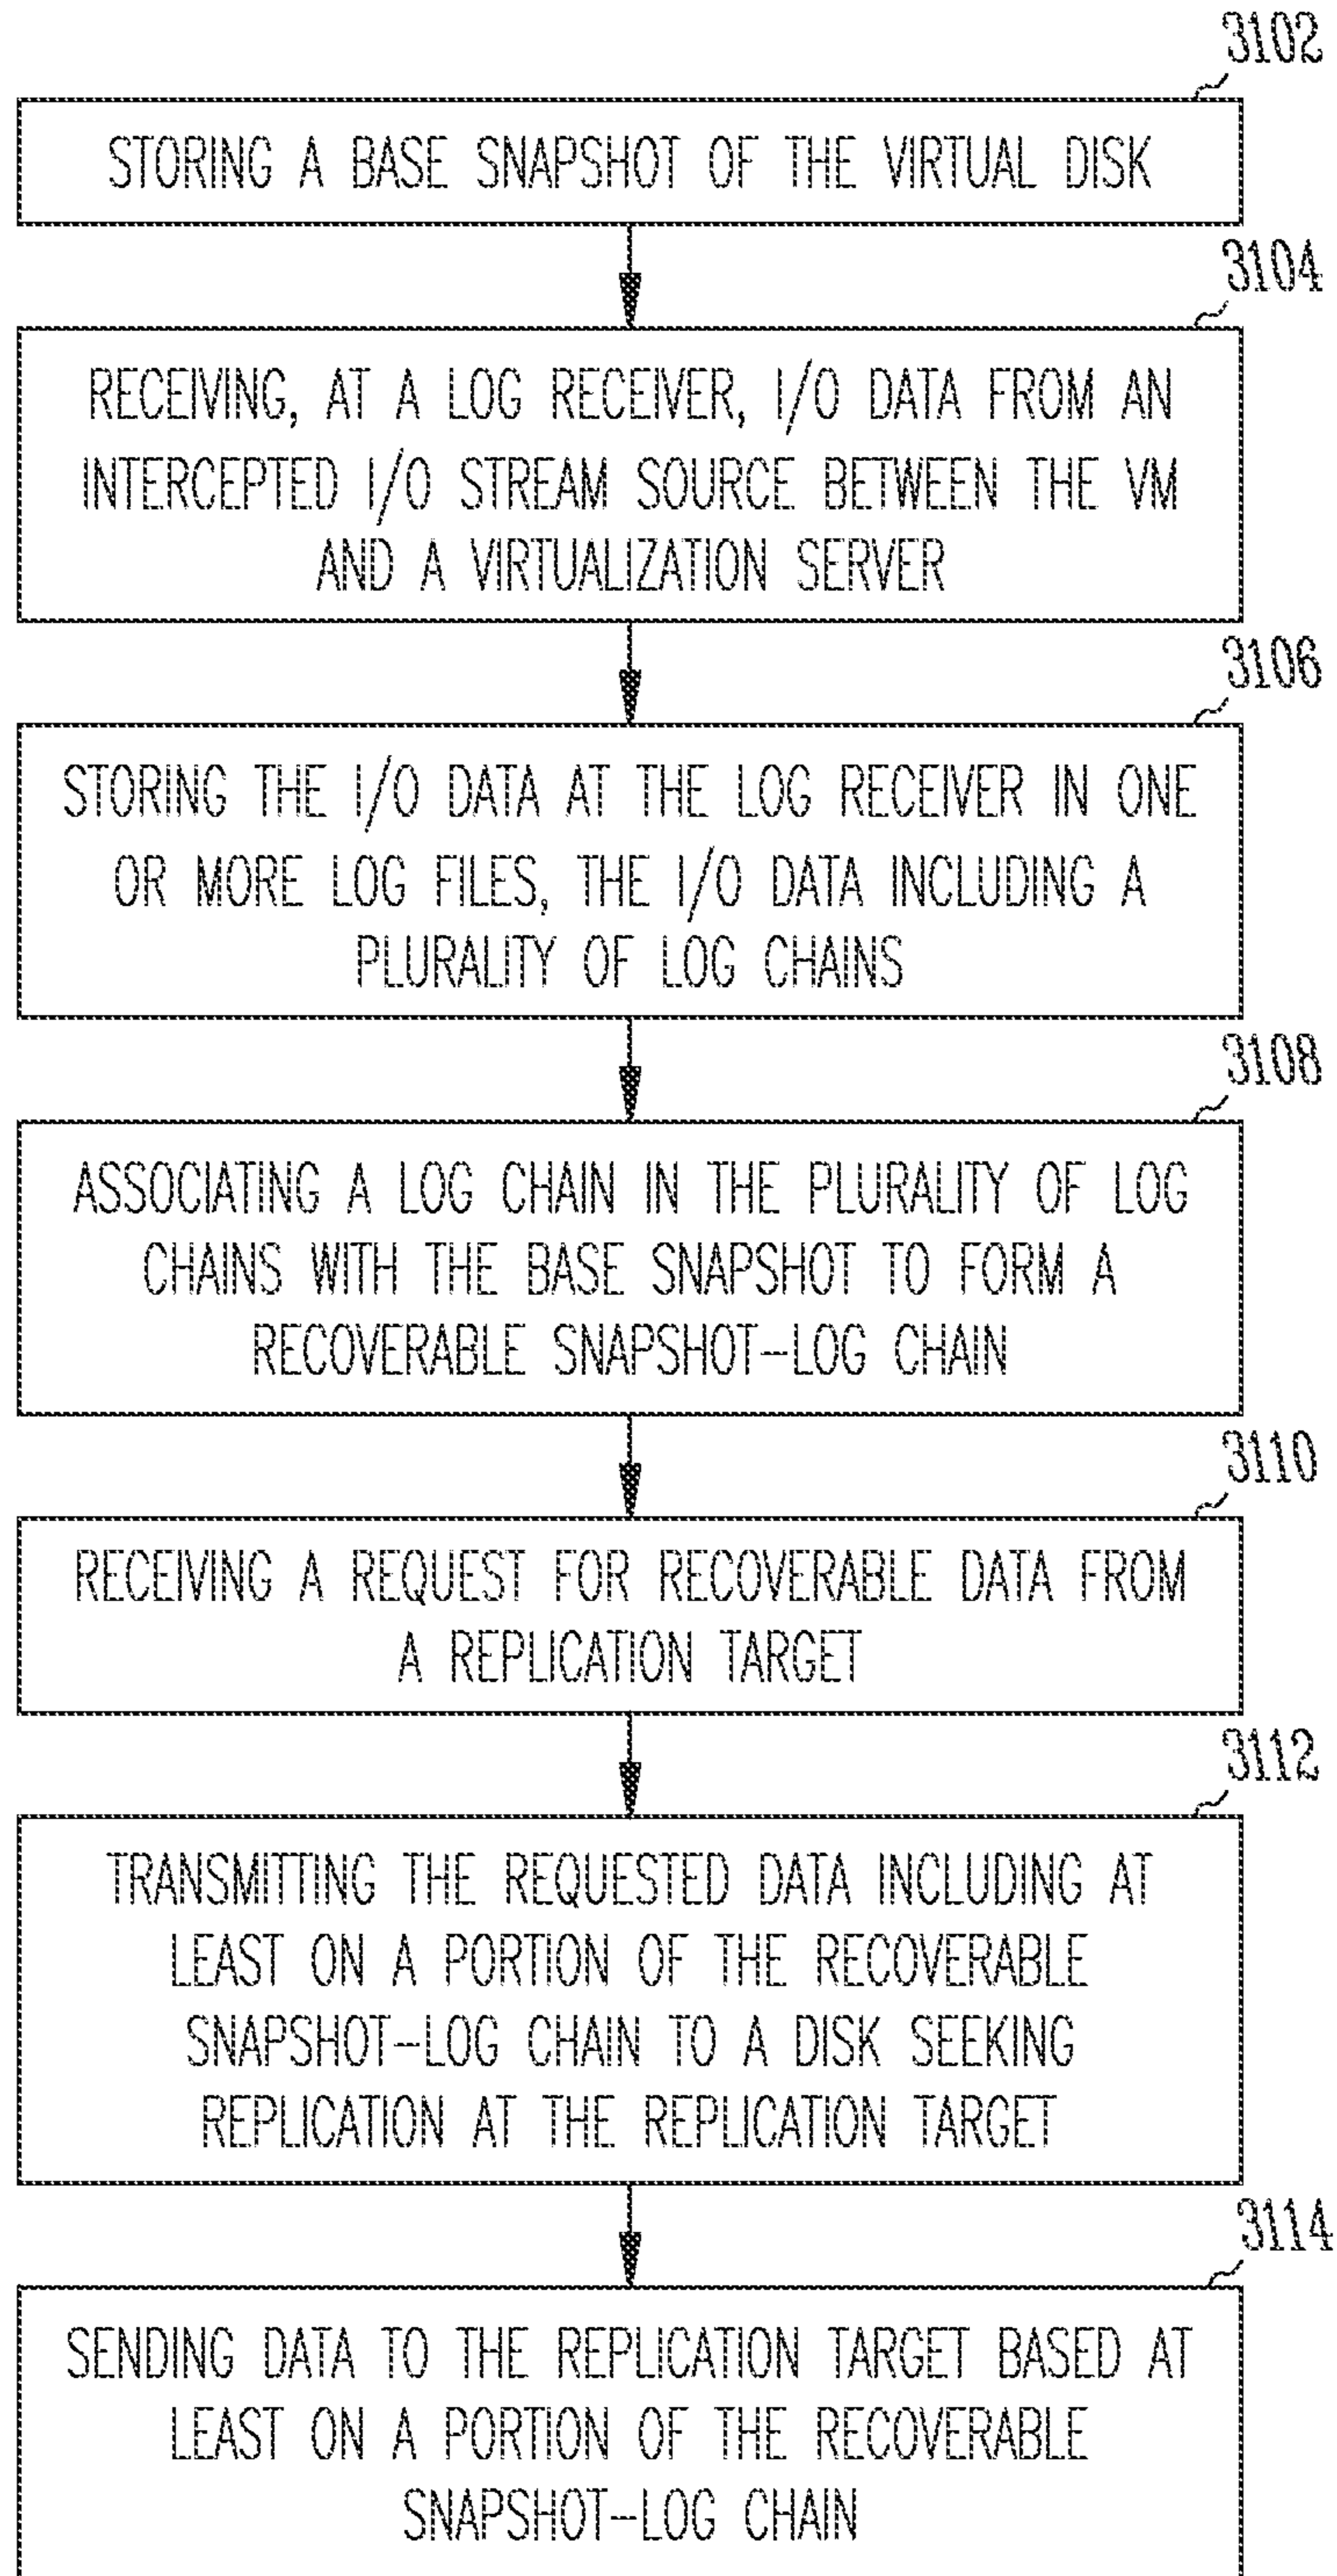 3102
STORING A BASE SNAPSHOT OF THE VIRTUAL DISK
3104
RECEIVING, AT A LOG RECEIVER, I/O DATA FROM AN
INTERCEPTED I/O STREAM SOURCE BETWEEN THE VM
AND A VIRTUALIZATION SERVER
3106
STORING THE I/O DATA AT THE LOG RECEIVER IN ONE
OR MORE LOG FILES, THE I/O DATA INCLUDING A
PLURALITY OF LOG CHAINS
3108
ASSOCIATING A LOG CHAIN IN THE PLURALITY OF LOG
CHAINS WITH THE BASE SNAPSHOT TO FORM A
RECOVERABLE SNAPSHOT-LOG CHAIN
3110
RECEIVING A REQUEST FOR RECOVERABLE DATA FROM
A REPLICATION TARGET
3112
TRANSMITTING THE REQUESTED DATA INCLUDING AT
LEAST ON A PORTION OF THE RECOVERABLE
SNAPSHOT-LOG CHAIN TO A DISK SEEKING
REPLICATION AT THE REPLICATION TARGET
3114
SENDING DATA TO THE REPLICATION TARGET BASED AT
LEAST ON A PORTION OF THE RECOVERABLE
SNAPSHOT-LOG CHAIN